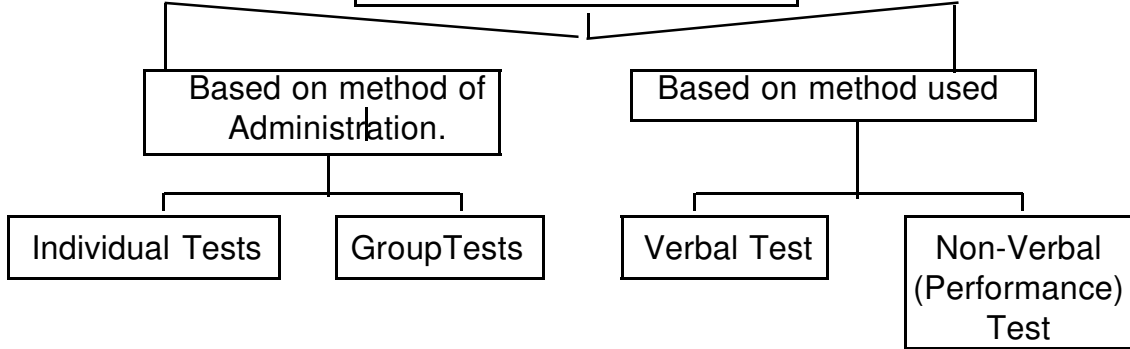 Based on method of
Administration.
Based on method used
Individual Tests
GroupTests
Verbal Test
Non-Verbal
(Performance)
Test